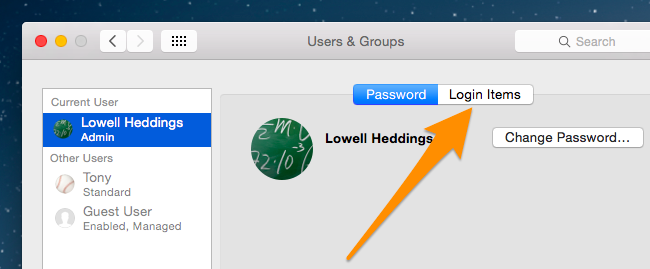 Users & Groups
Search
Password
Login Items
Current User
Lowell Heddings
Admin
Other Users
Tony
Standard
Guest User
Enabled, Managed
Lowell Heddings
Change Password...